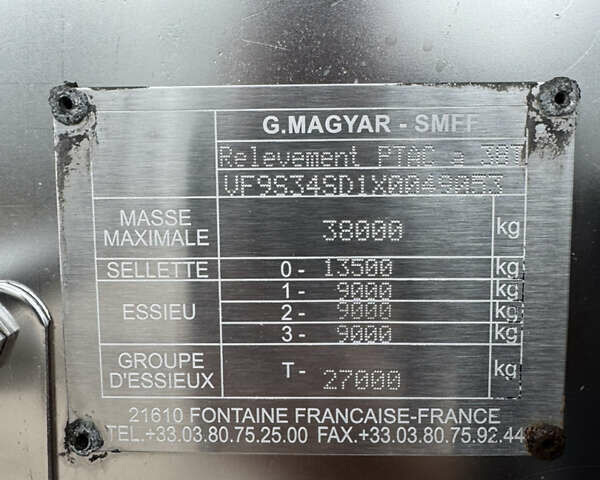 G.MAGYAR - SMFF
Relevement PTAC a 38T
VF9S34SD1X0049053
MASSE MAXIMALE 38000 kg
SELLETTE 0 - 13500 kg
1 - 9000
ESSIEU 2 - 9000 kg
3 - 9000
GROUPE D'ESSIEUX T- 27000 kg
21610 FONTAINE FRANCAISE-FRANCE
TEL.+33.03.80.75.25.00 FAX.+33.03.80.75.92.44